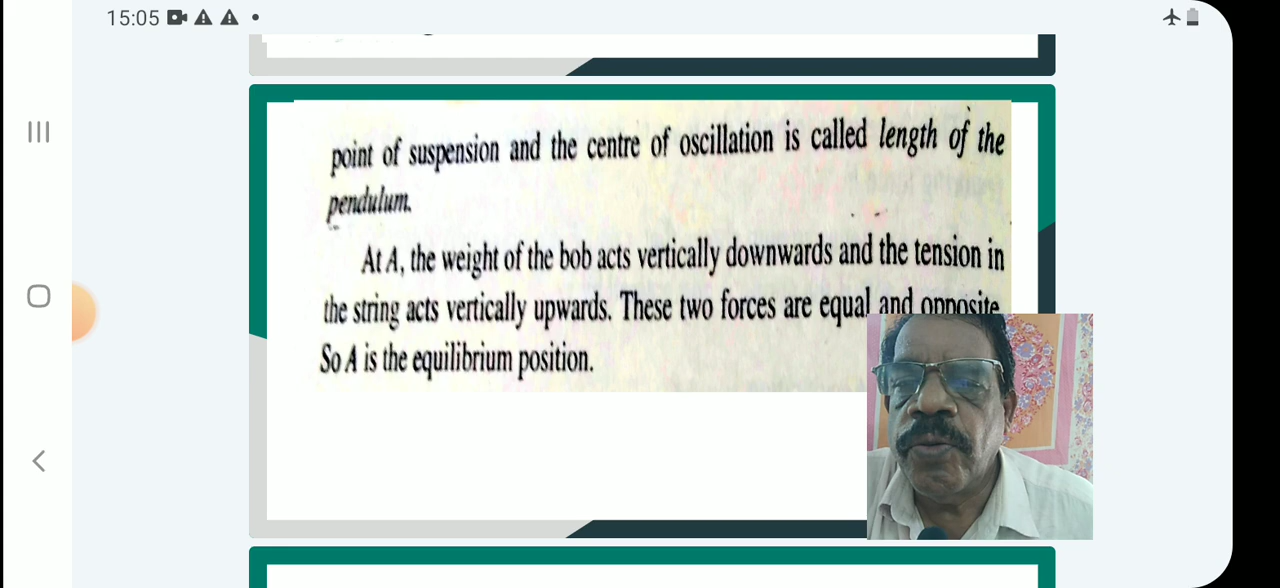 15:05
point of suspension and the centre of oscillation is called length of the
pendulum.
At A, the weight of the bob acts vertically downwards and the tension in
the string acts vertically upwards. These two forces are equal and opposite.
So A is the equilibrium position.